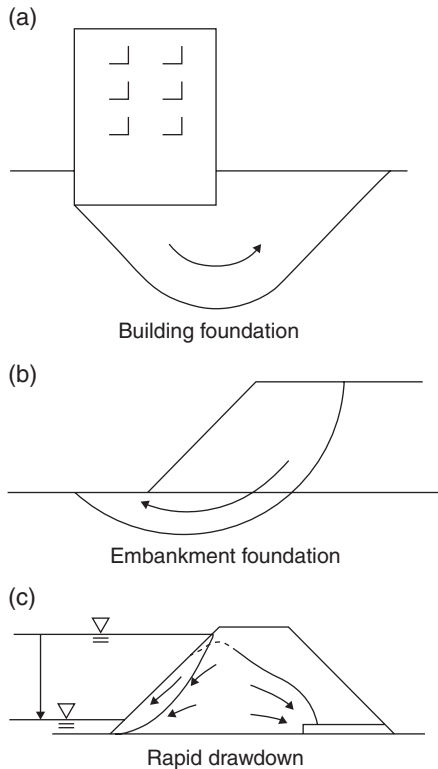 (a)
Building foundation
(b)
Embankment foundation
(c)
Rapid drawdown